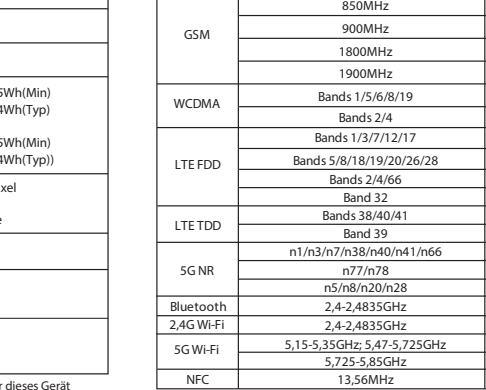 5Wh(Min)
4Wh(Typ)
5Wh(Min)
4Wh(Typ))
xel
e
r dieses Gerät
GSM
850MHz
900MHz
1800MHz
1900MHz
WCDMA
Bands 1/5/6/8/19
Bands 2/4
LTE FDD
Bands 1/3/7/12/17
Bands 5/8/18/19/20/26/28
Bands 2/4/66
Band 32
LTE TDD
Bands 38/40/41
Band 39
5G NR
n1/n3/n7/n38/n40/n41/n66
n77/n78
n5/n8/n20/n28
Bluetooth
2,4-2,4835GHz
2,4G Wi-Fi
2,4-2,4835GHz
5G Wi-Fi
5,15-5,35GHz; 5,47-5,725GHz
5,725-5,85GHz
NFC
13,56MHz